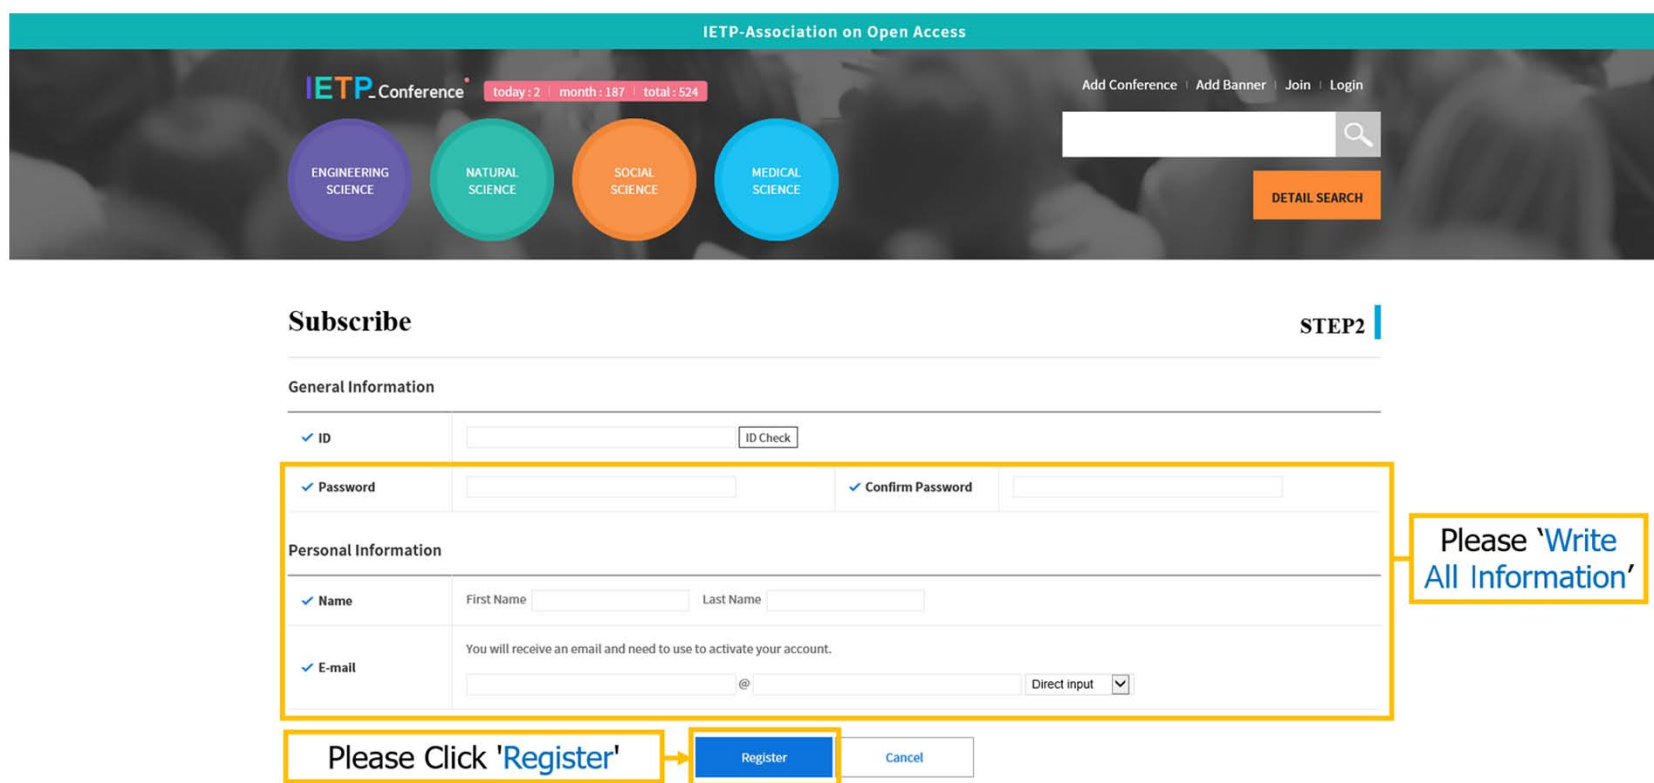 IETP-Association on Open Access
IETP_Conference
today : 2 | month : 187 | total : 524
Add Conference | Add Banner | Join | Login
ENGINEERING
SCIENCE
NATURAL
SCIENCE
SOCIAL
SCIENCE
MEDICAL
SCIENCE
DETAIL SEARCH
Subscribe
STEP2
General Information
ID
ID Check
Password
Confirm Password
Personal Information
Name
First Name
Last Name
E-mail
You will receive an email and need to use to activate your account.
@
Direct input
Please ‘Write
All Information’
Please Click 'Register'
Register
Cancel